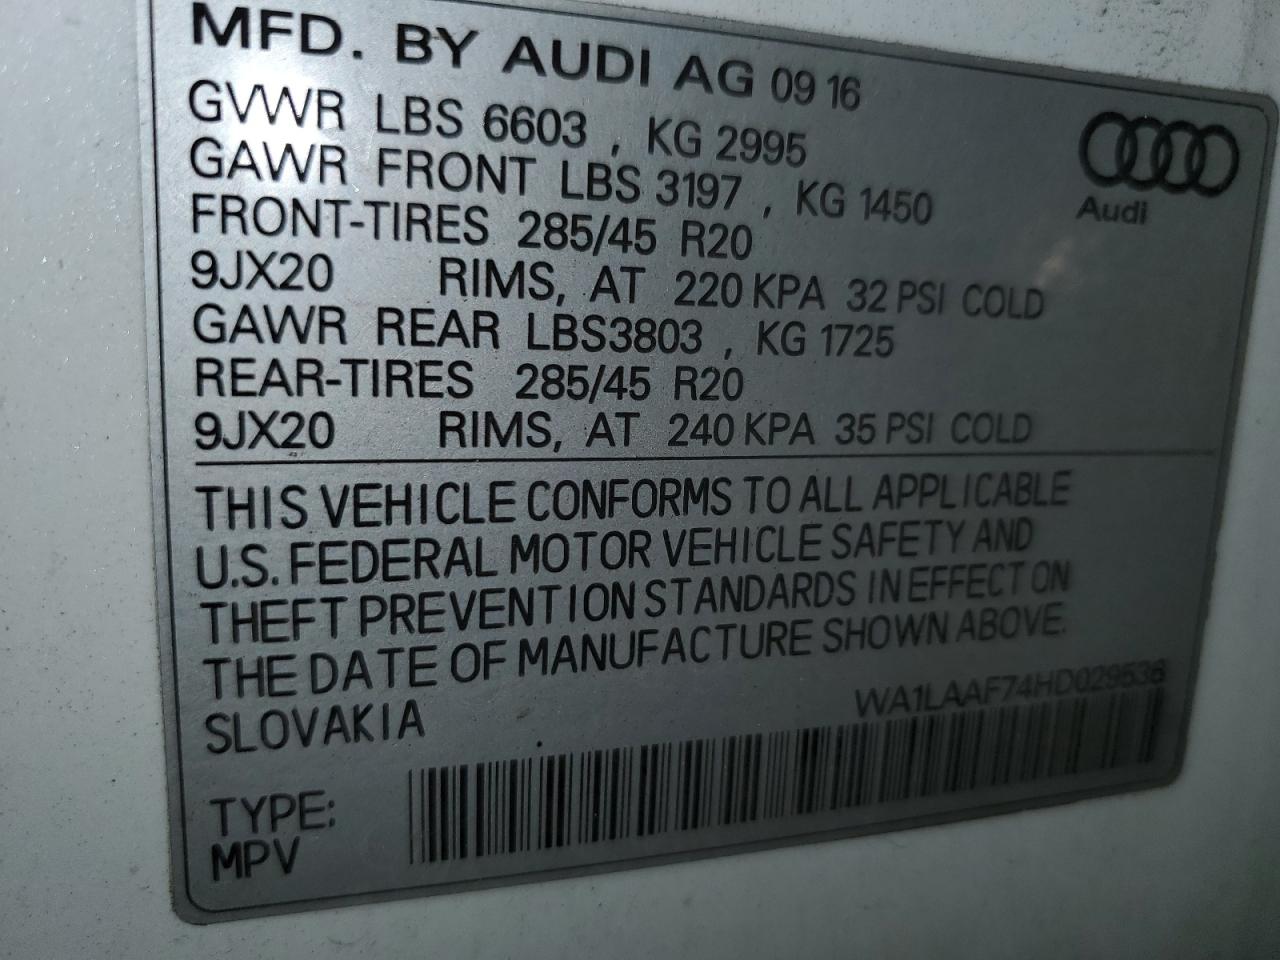 MFD. BY AUDI AG 09 16
GVWR LBS 6603 , KG 2995
GAWR FRONT LBS 3197 , KG 1450
FRONT-TIRES 285/45 R20
9JX20 RIMS, AT 220 KPA 32 PSI COLD
GAWR REAR LBS3803 , KG 1725
REAR-TIRES 285/45 R20
9JX20 RIMS, AT 240 KPA 35 PSI COLD
Audi
THIS VEHICLE CONFORMS TO ALL APPLICABLE
U.S. FEDERAL MOTOR VEHICLE SAFETY AND
THEFT PREVENTION STANDARDS IN EFFECT ON
THE DATE OF MANUFACTURE SHOWN ABOVE.
SLOVAKIA
WA1LAAF74HD029536
TYPE:
MPV